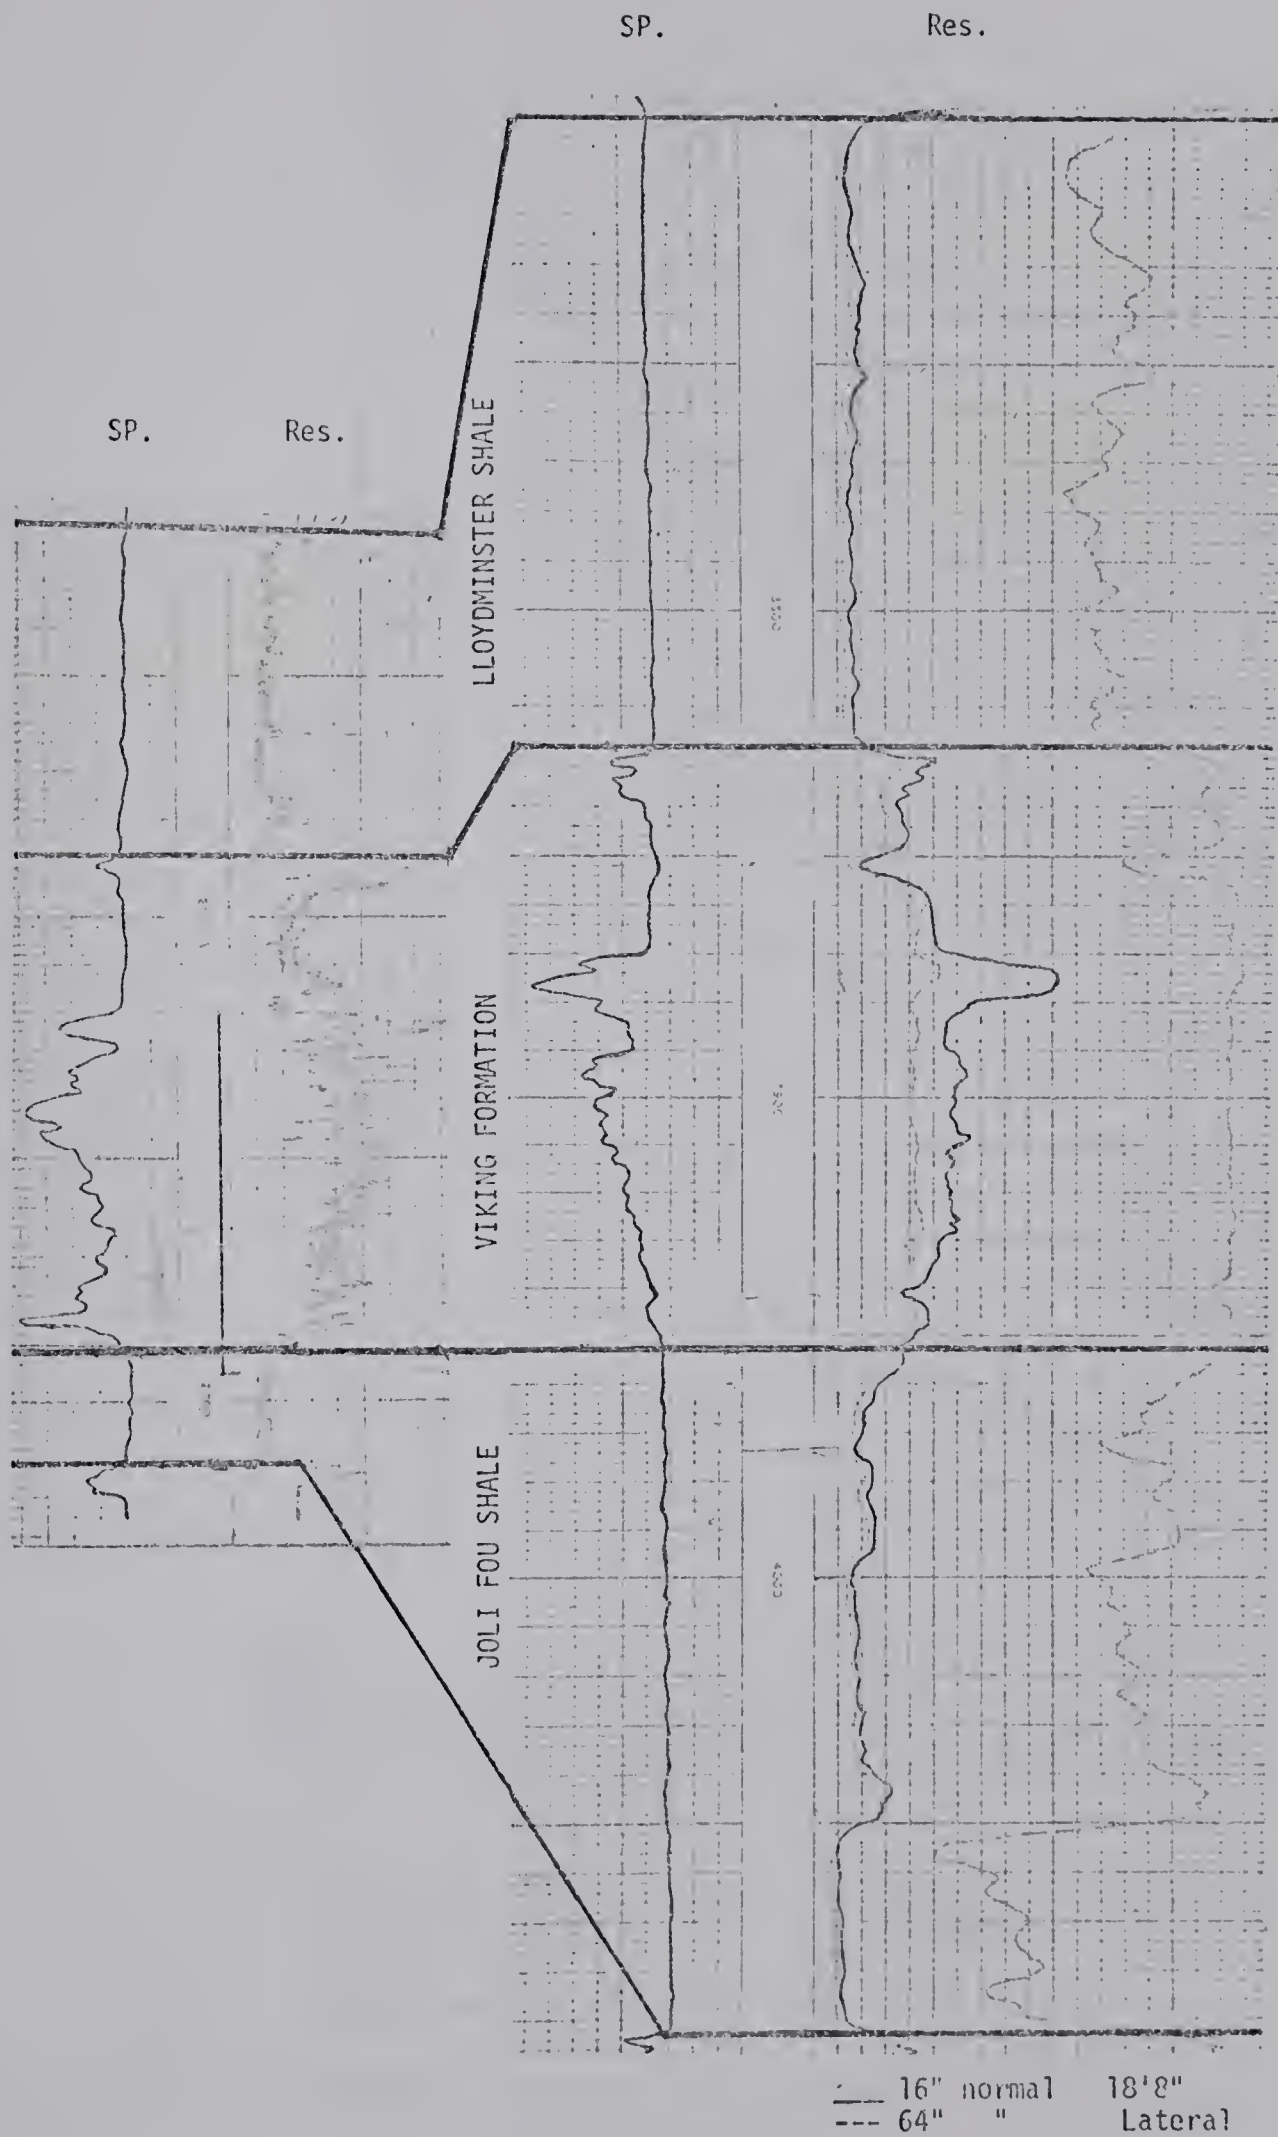 SP. Res.
SP. Res.
LLOYDMINSTER SHALE
VIKING FORMATION
JOLI FOU SHALE
16" normal 18'8"
--- 64" " Lateral